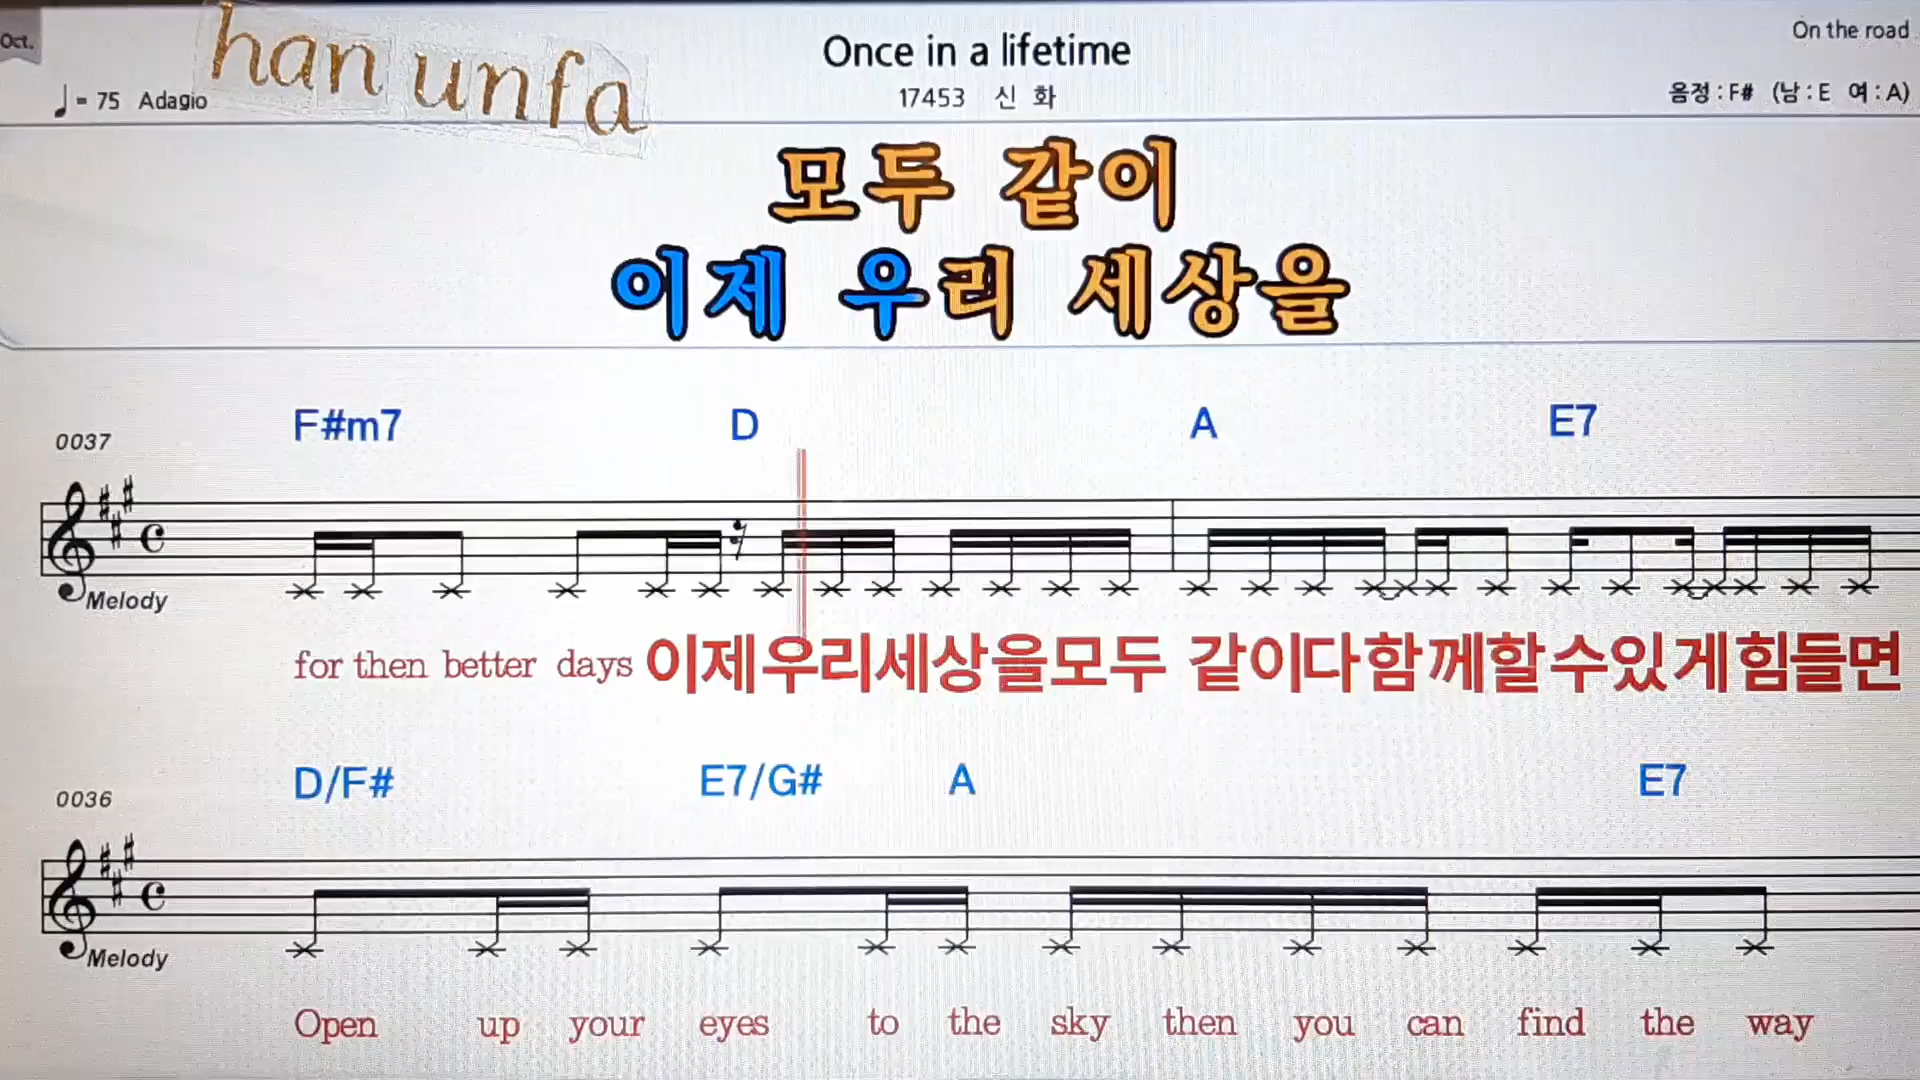 Oct.
han unfa
Once in a lifetime
On the road
= 75 Adagio
17453 신 화
음정 : F# (남 : E 여 : A)
모두 같이
이제 우리 세상을
F#m7 D A E7
0037
Melody
for then better days 이제우리세상을모두 같이다함께할수있게힘들면
D/F# E7/G# A E7
0036
Melody
Open up your eyes to the sky then you can find the way